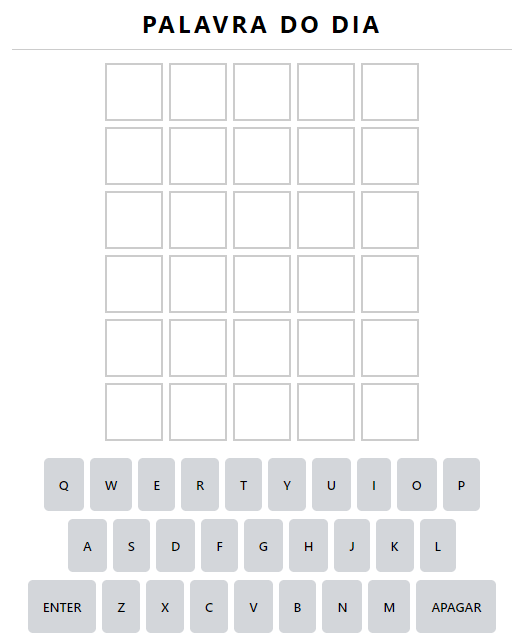 PALAVRA DO DIA
Q W E R T Y U I O P
A S D F G H J K L
ENTER Z X C V B N M APAGAR